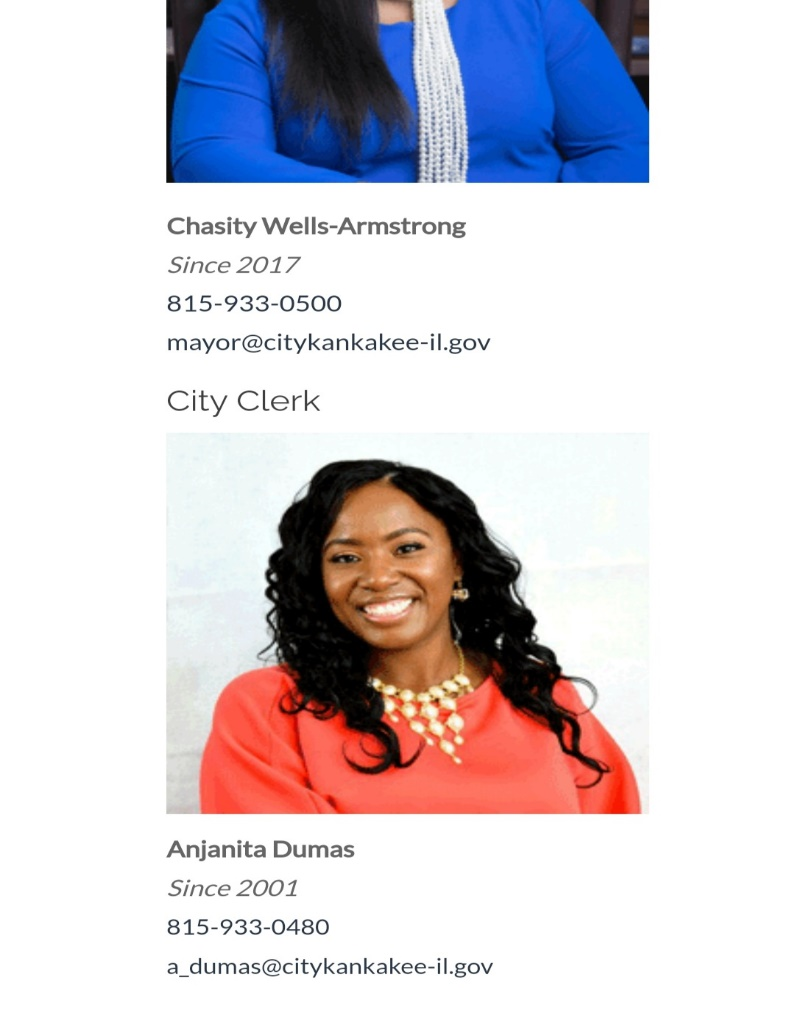 Chasity Wells-Armstrong
Since 2017
815-933-0500
mayor@citykankakee-il.gov
City Clerk
Anjanita Dumas
Since 2001
815-933-0480
a_dumas@citykankakee-il.gov